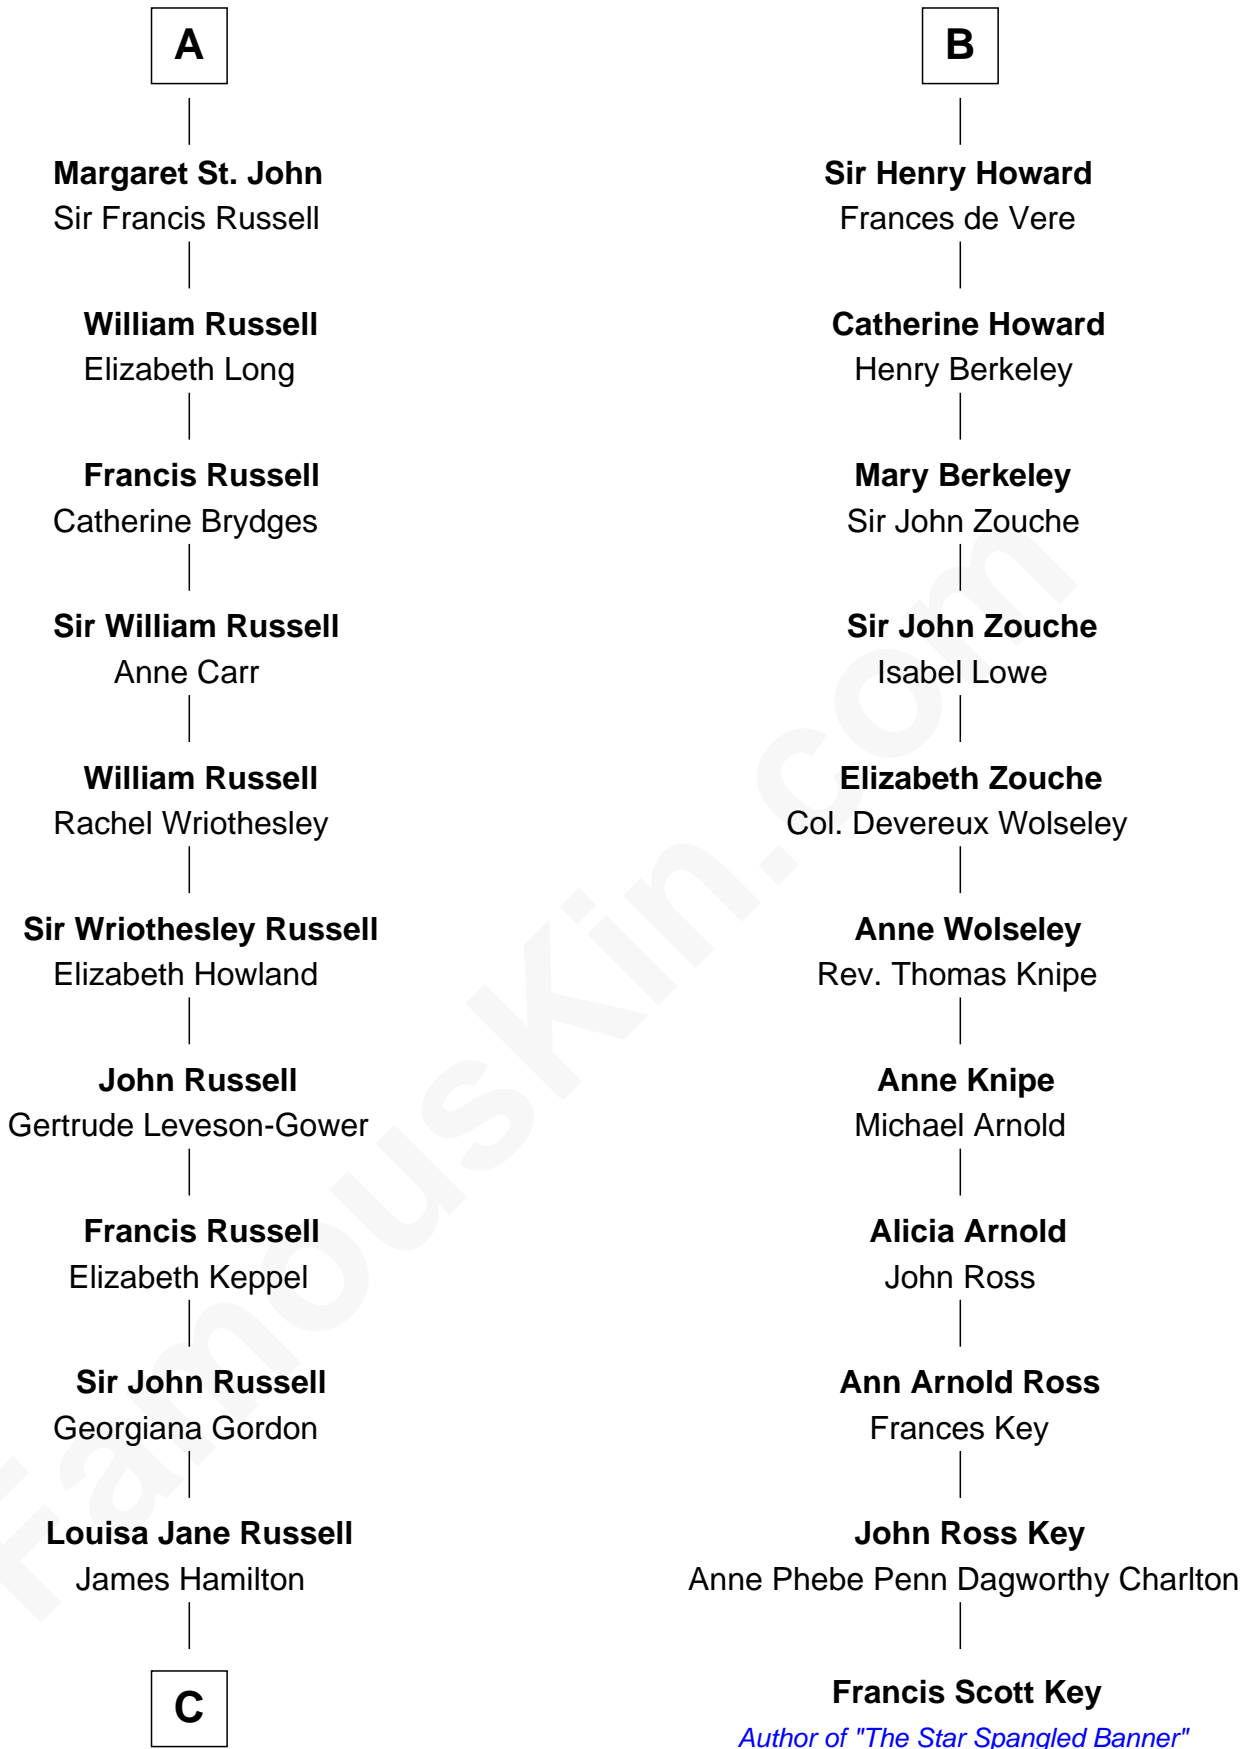 A
Margaret St. John
Sir Francis Russell
William Russell
Elizabeth Long
Francis Russell
Catherine Brydges
Sir William Russell
Anne Carr
William Russell
Rachel Wriothesley
Sir Wriothesley Russell
Elizabeth Howland
John Russell
Gertrude Leveson-Gower
Francis Russell
Elizabeth Keppel
Sir John Russell
Georgiana Gordon
Louisa Jane Russell
James Hamilton
C
B
Sir Henry Howard
Frances de Vere
Catherine Howard
Henry Berkeley
Mary Berkeley
Sir John Zouche
Sir John Zouche
Isabel Lowe
Elizabeth Zouche
Col. Devereux Wolseley
Anne Wolseley
Rev. Thomas Knipe
Anne Knipe
Michael Arnold
Alicia Arnold
John Ross
Ann Arnold Ross
Frances Key
John Ross Key
Anne Phebe Penn Dagworthy Charlton
Francis Scott Key
Author of "The Star Spangled Banner"
FamousKin.com